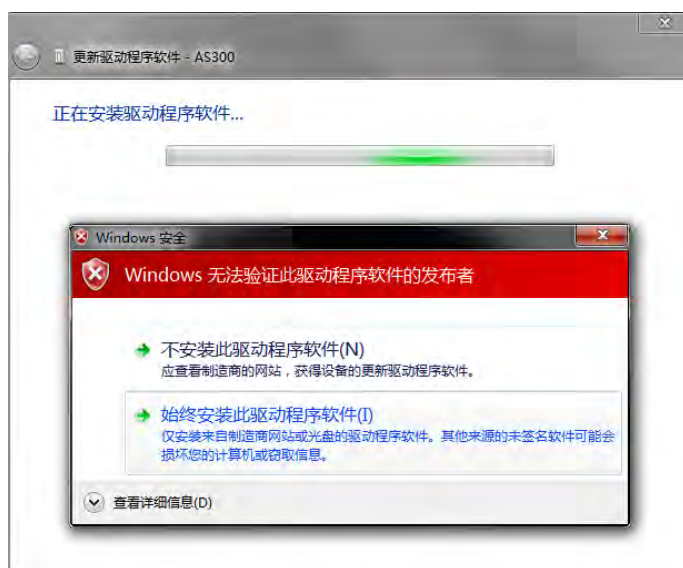 更新驱动程序软件 - AS300
正在安装驱动程序软件...
Windows 安全
Windows 无法验证此驱动程序软件的发布者
不安装此驱动程序软件(N)
应查看制造商的网站，获得设备的更新驱动程序软件。
始终安装此驱动程序软件(I)
仅安装来自制造商网站或光盘的驱动程序软件。其他来源的未签名软件可能会
损坏您的计算机或窃取信息。
查看详细信息(D)